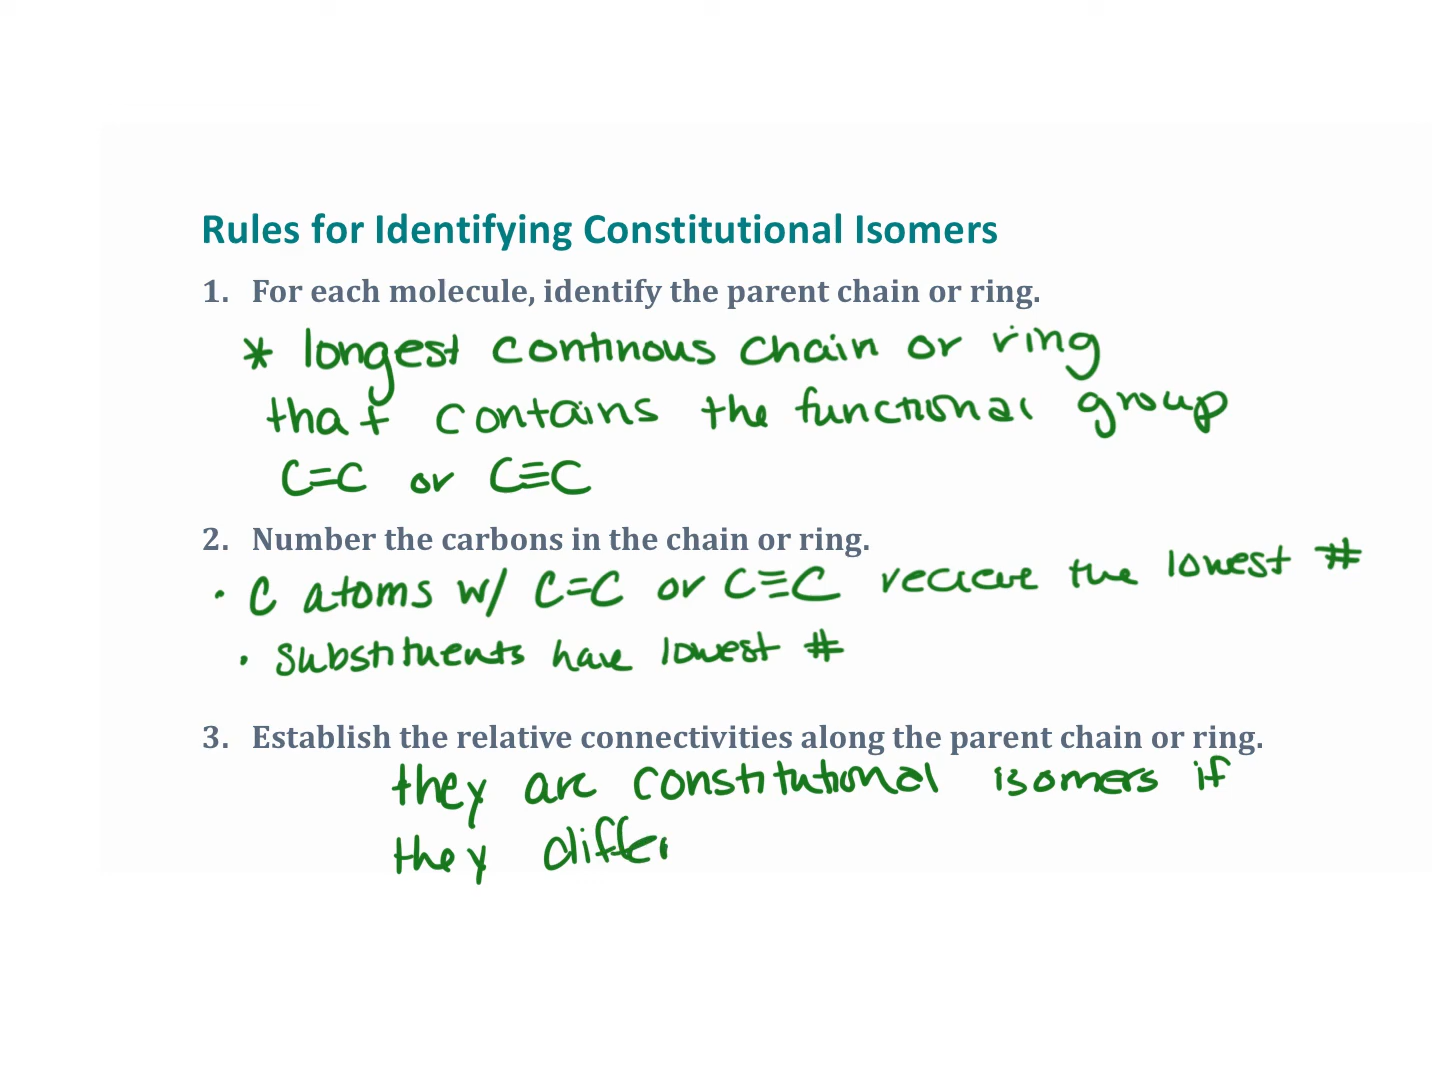 Rules for Identifying Constitutional Isomers
1. For each molecule, identify the parent chain or ring.
* longest continous chain or ring
that contains the functional group
C=C or C≡C
2. Number the carbons in the chain or ring.
• C atoms w/ C=C or C≡C recieve the lowest #
• Substituents have lowest #
3. Establish the relative connectivities along the parent chain or ring.
they are constitutional isomers if
they differ